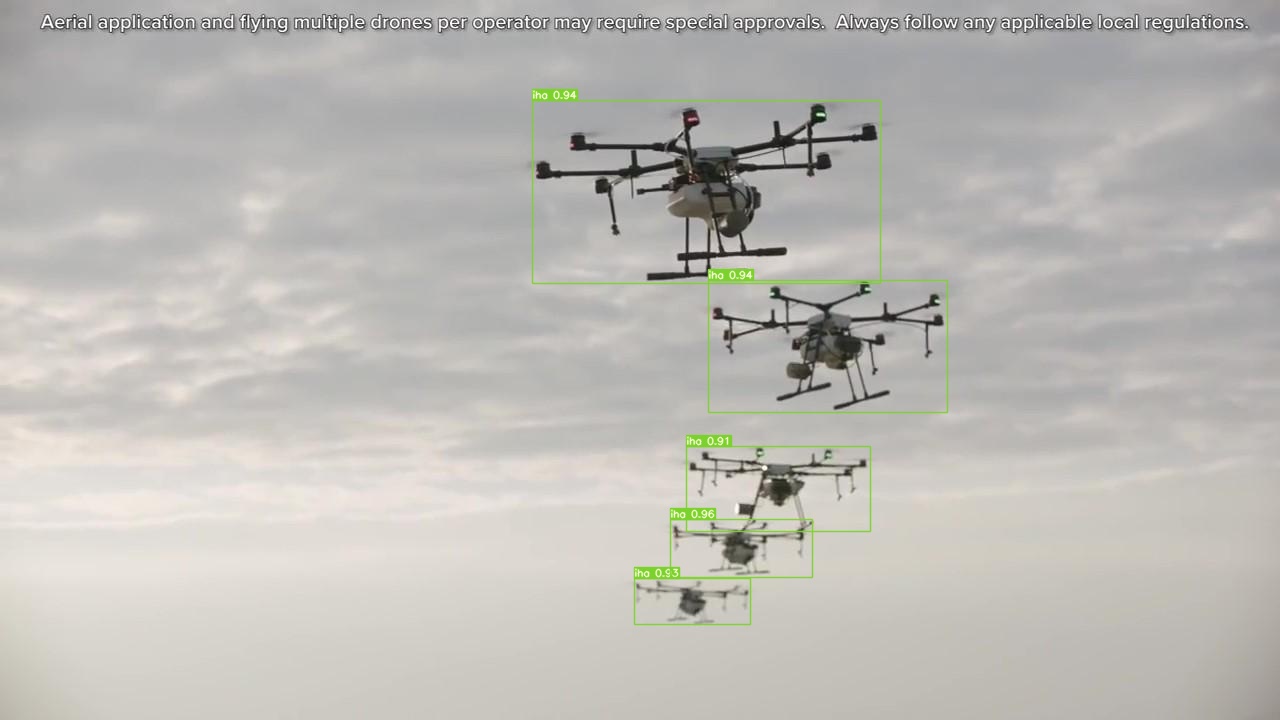 Aerial application and flying multiple drones per operator may require special approvals.  Always follow any applicable local regulations.
iha 0.94
iha 0.94
iha 0.91
iha 0.96
iha 0.93